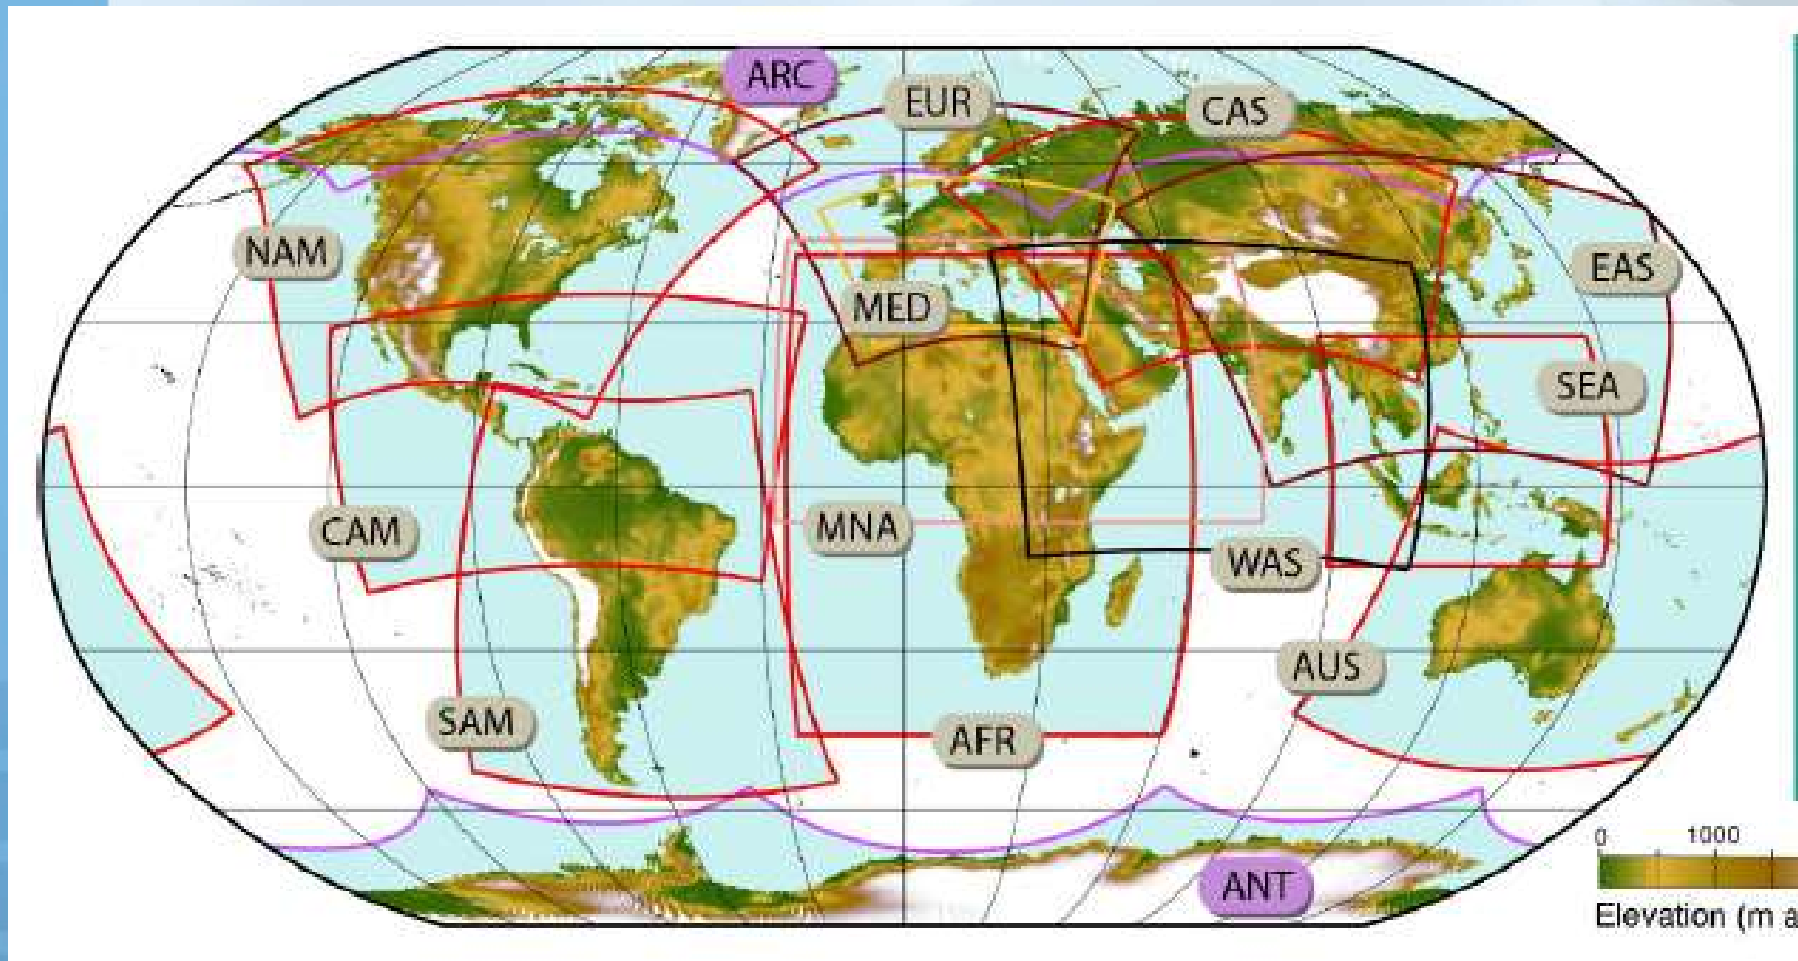 ARC
EUR
CAS
NAM
EAS
MED
SEA
CAM
MNA
WAS
AUS
SAM
AFR
0 1000
ANT
Elevation (m a